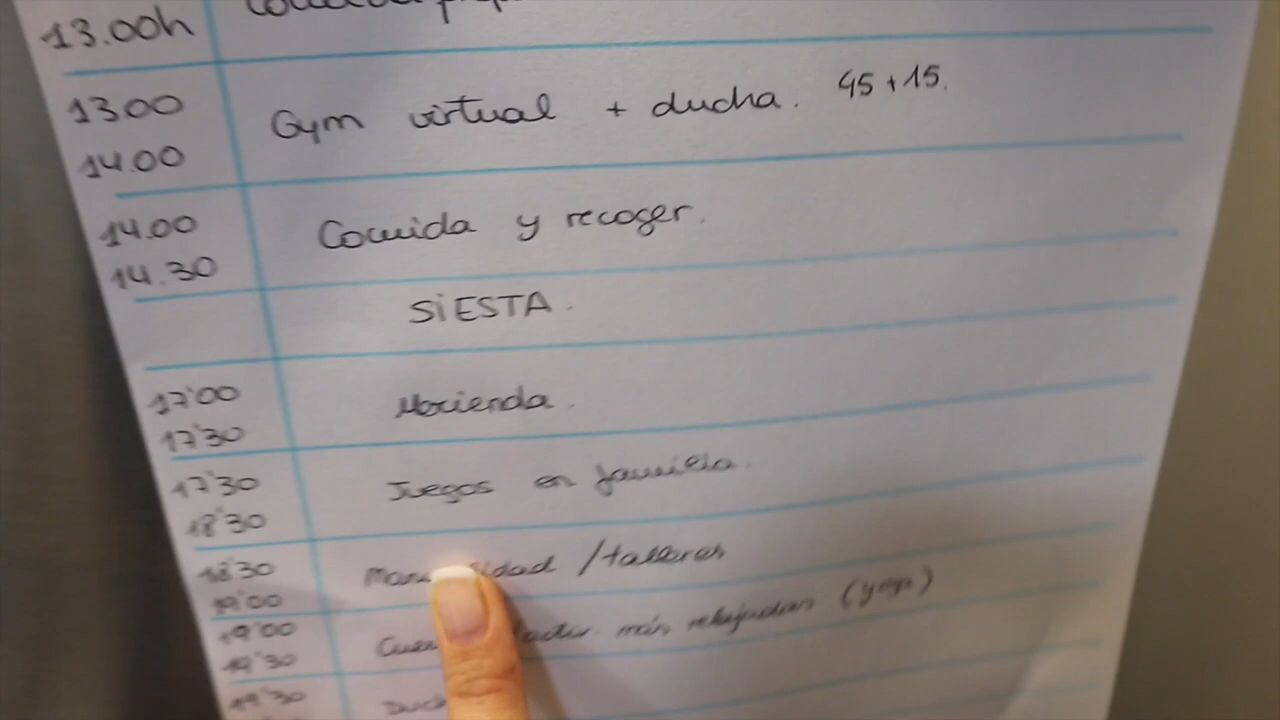 13.00h
13.00 Gym virtual + ducha. 45 + 15.
14.00
14.00 Comida y recoger.
14.30
SiESTA.
17'00 Merienda.
17'30
17'30 Juegos en familia.
18'30
18'30 /talleres
19'00
19'00 más relajadas (yoga)
19'30
19'30